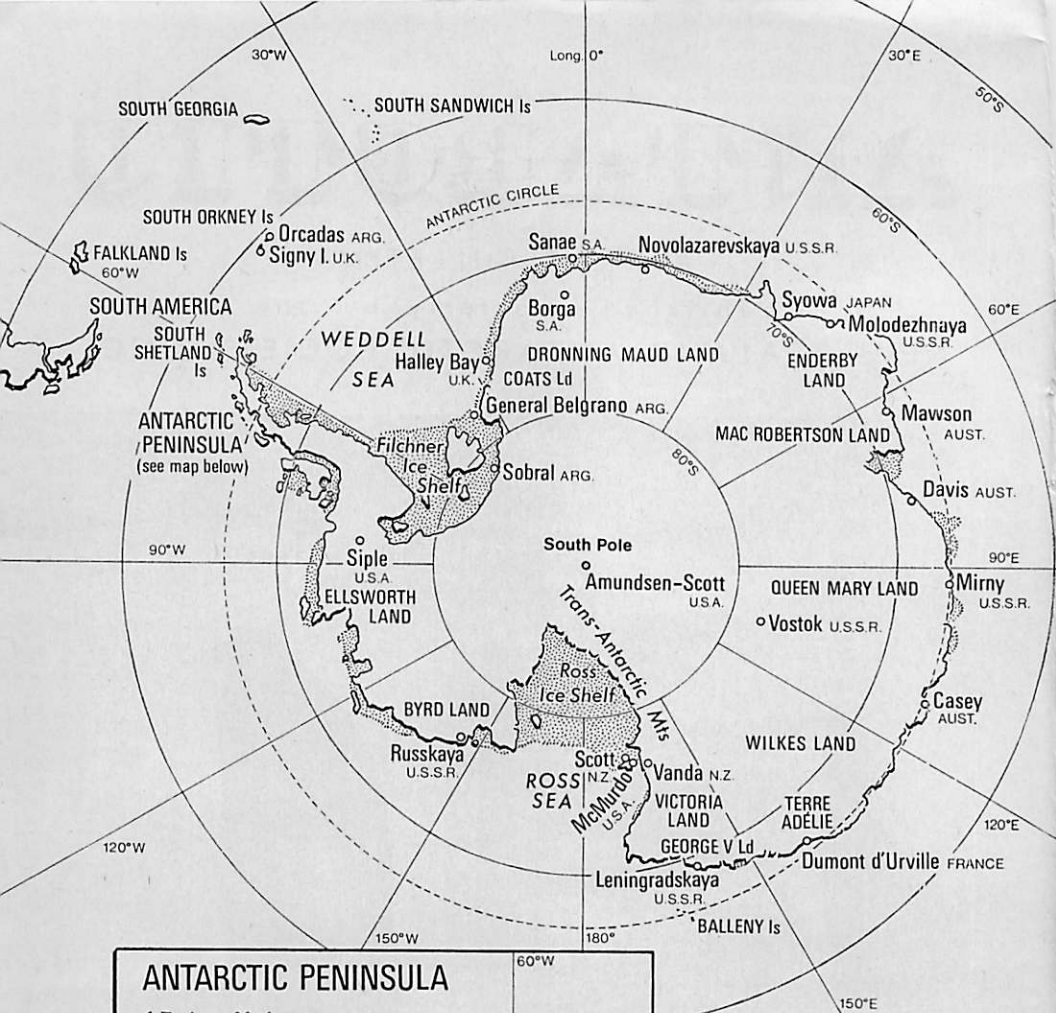 30°W
Long. 0°
30°E
50°S
SOUTH GEORGIA
SOUTH SANDWICH Is
ANTARCTIC CIRCLE
60°S
SOUTH ORKNEY Is
Orcadas ARG.
Signy I. U.K.
FALKLAND Is
60°W
Sanae S.A.
Novolazarevskaya U.S.S.R.
SOUTH AMERICA
Borga
S.A.
Syowa JAPAN
60°E
70°S
Molodezhnaya
U.S.S.R.
SOUTH
SHETLAND
Is
WEDDELL
SEA
Halley Bay
U.K.
DRONNING MAUD LAND
COATS Ld
ENDERBY
LAND
General Belgrano ARG.
Mawson
AUST.
ANTARCTIC
PENINSULA
(see map below)
MAC ROBERTSON LAND
Filchner
Ice
Shelf
80°S
Sobral ARG.
Davis AUST.
90°W
South Pole
90°E
Siple
U.S.A.
Amundsen-Scott
U.S.A.
QUEEN MARY LAND
Mirny
U.S.S.R.
ELLSWORTH
LAND
Trans-Antarctic
Mts
Vostok U.S.S.R.
Ross
Ice Shelf
BYRD LAND
Casey
AUST.
Russkaya
U.S.S.R.
WILKES LAND
Scott
N.Z.
Vanda N.Z.
ROSS
SEA
McMurdo
U.S.A.
VICTORIA
LAND
TERRE
ADÉLIE
120°E
120°W
GEORGE V Ld
Dumont d'Urville FRANCE
Leningradskaya
U.S.S.R.
BALLENY Is
150°W
180°
150°E
ANTARCTIC PENINSULA
60°W